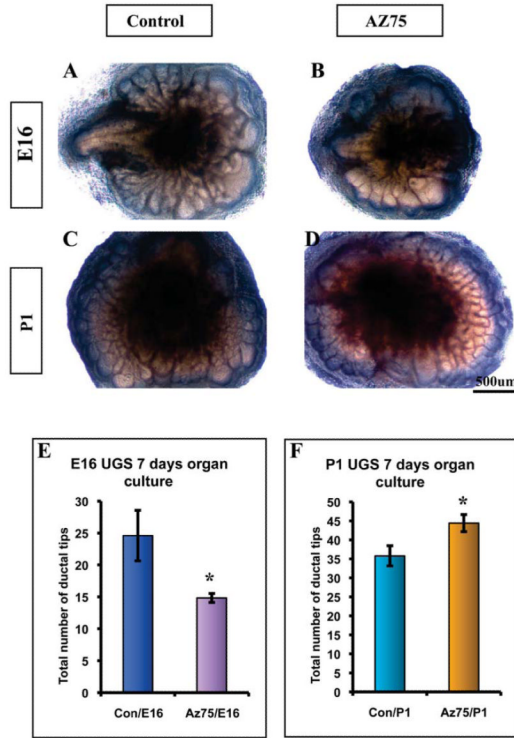 Control
AZ75
E16
A
B
P1
C
D
500um
E
E16 UGS 7 days organ
culture
Total number of ductal tips
30
25
20
15
10
5
0
*
Con/E16
Az75/E16
F
P1 UGS 7 days organ
culture
Total number of ductal tips
50
45
40
35
30
25
20
15
10
5
0
*
Con/P1
Az75/P1